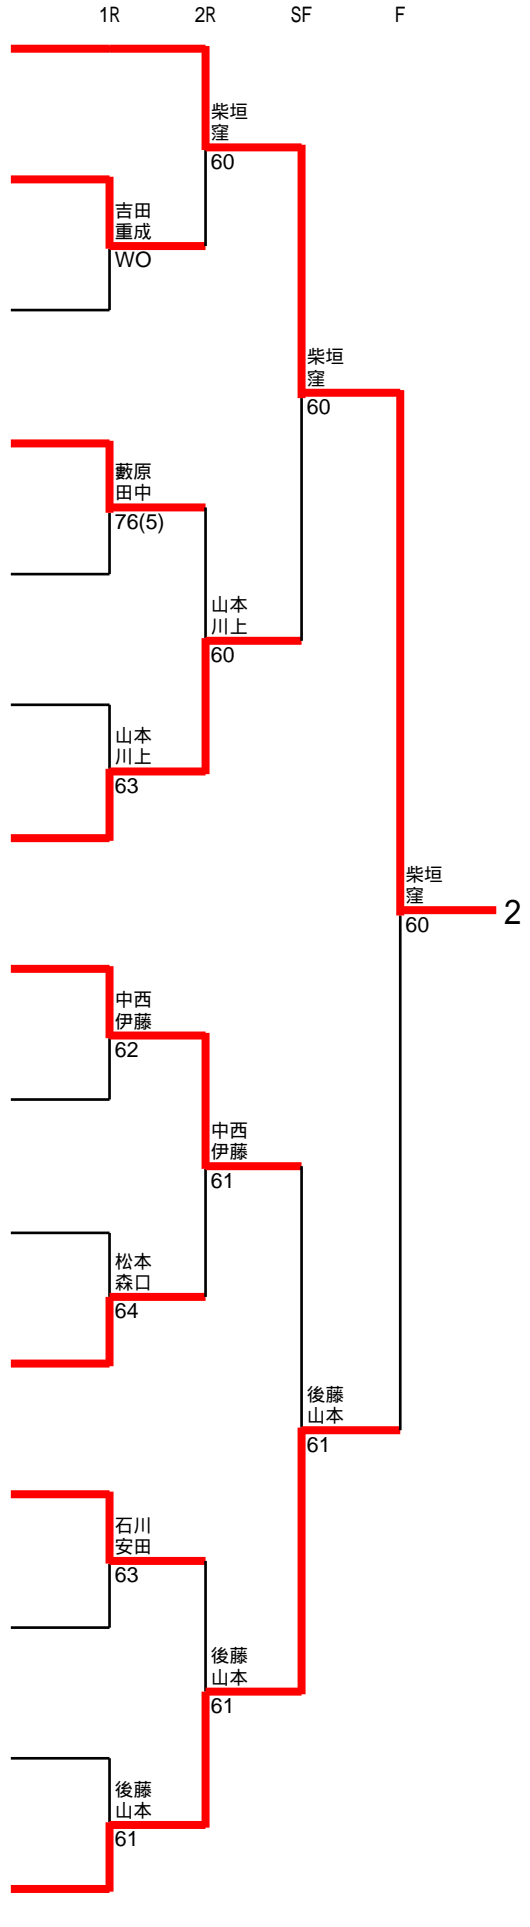 1R 2R SF F
柴垣
窪
60
吉田
重成
WO
柴垣
窪
60
藪原
田中
76(5)
山本
川上
60
山本
川上
63
柴垣
窪
60
2
中西
伊藤
62
中西
伊藤
61
松本
森口
64
後藤
山本
61
石川
安田
63
後藤
山本
61
後藤
山本
61